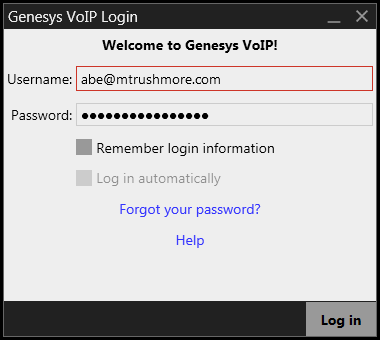 Genesys VoIP Login
Welcome to Genesys VoIP!
Username: abe@mtrushmore.com
Password: ●●●●●●●●●●●●●●●●
Remember login information
Log in automatically
Forgot your password?
Help
Log in